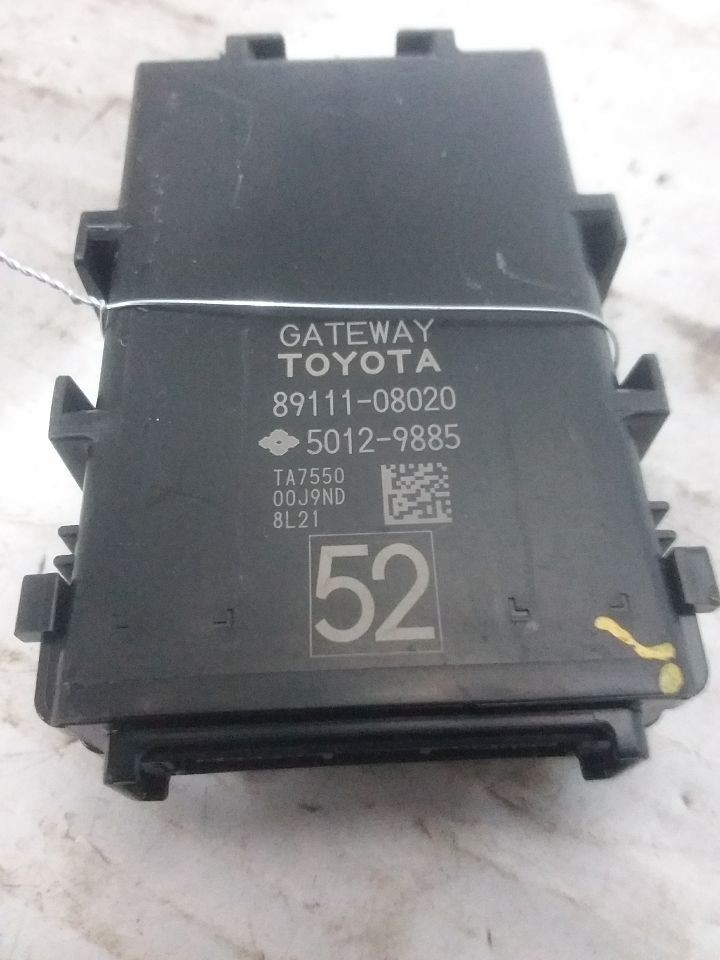 GATEWAY
TOYOTA
89111-08020
5012-9885
TA7550
00J9ND
8L21
52